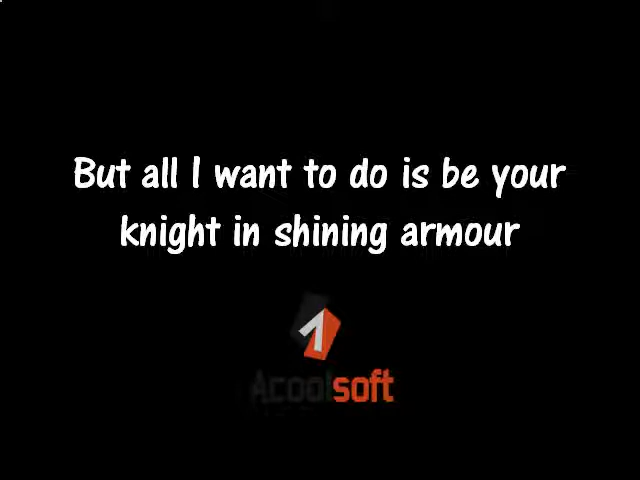 But all I want to do is be your
knight in shining armour
Acoolsoft